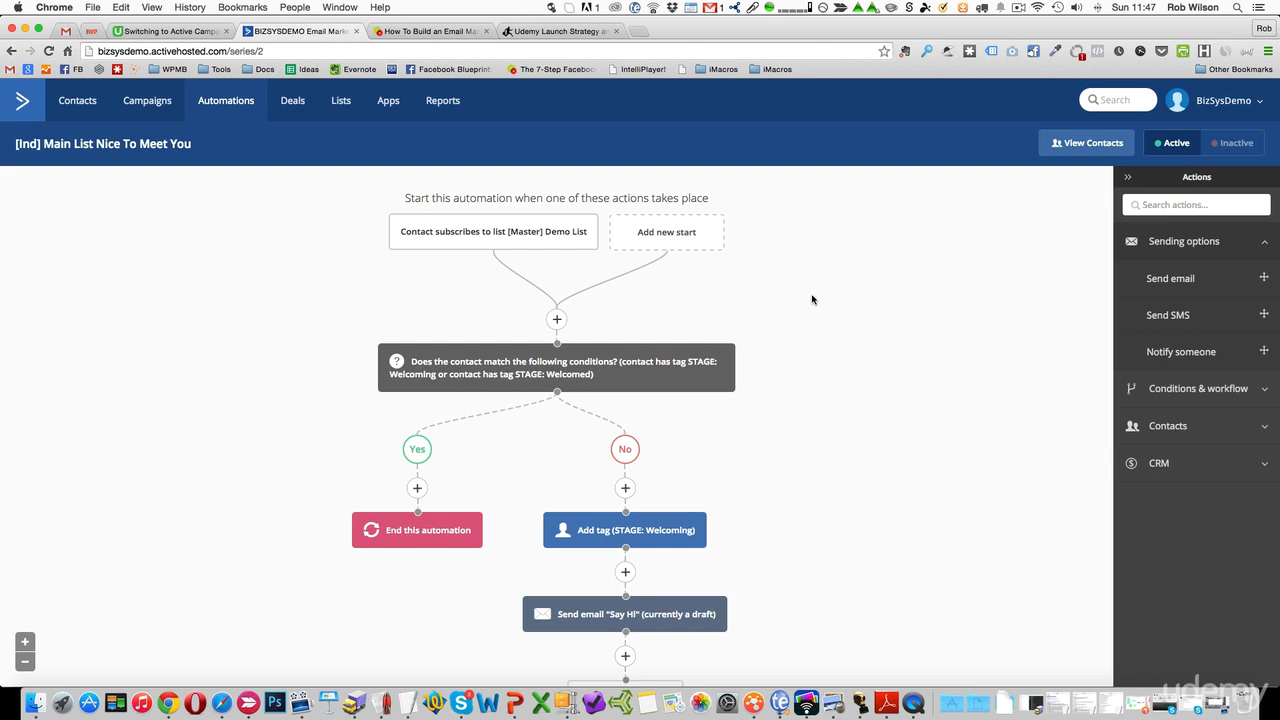 Chrome File Edit View History Bookmarks People Window Help
1 Sun 11:47 Rob Wilson
Switching to Active Campa
BIZSYSDEMO Email Market
How To Build an Email Ma
Udemy Launch Strategy an
Rob
bizsysdemo.activehosted.com/series/2
FB WPMB Tools Docs Ideas Evernote Facebook Blueprint: The 7-Step Faceboo IntelliPlayer! iMacros iMacros Other Bookmarks
Contacts Campaigns Automations Deals Lists Apps Reports Search BizSysDemo
[Ind] Main List Nice To Meet You View Contacts Active Inactive
Actions
Start this automation when one of these actions takes place
Search actions...
Contact subscribes to list [Master] Demo List Add new start
Sending options
Send email
Send SMS
Notify someone
Does the contact match the following conditions? (contact has tag STAGE:
Welcoming or contact has tag STAGE: Welcomed)
Conditions & workflow
Contacts
Yes No
CRM
End this automation Add tag (STAGE: Welcoming)
Send email "Say Hi" (currently a draft)
udemy